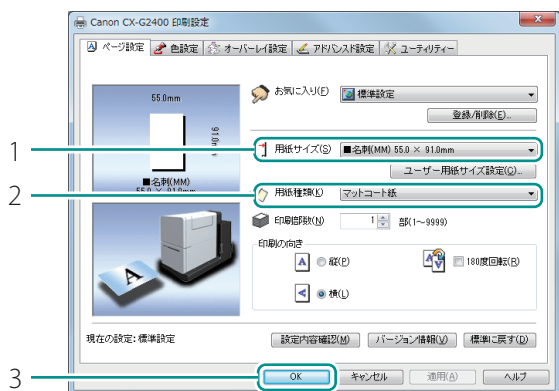 Canon CX-G2400 印刷設定
ページ設定 色設定 オーバーレイ設定 アドバンスド設定 ユーティリティー
55.0mm
91.0mm
■名刺(MM)
55.0 × 91.0mm
お気に入り(F) 標準設定
登録/削除(E)...
1 用紙サイズ(S) ■名刺(MM) 55.0 × 91.0mm
ユーザー用紙サイズ設定(C)...
2 用紙種類(K) マットコート紙
印刷部数(N) 1 部(1~9999)
印刷の向き
A 縦(P) 180度回転(R)
A 横(L)
現在の設定: 標準設定 設定内容確認(M) バージョン情報(V) 標準に戻す(D)
3 OK キャンセル 適用(A) ヘルプ